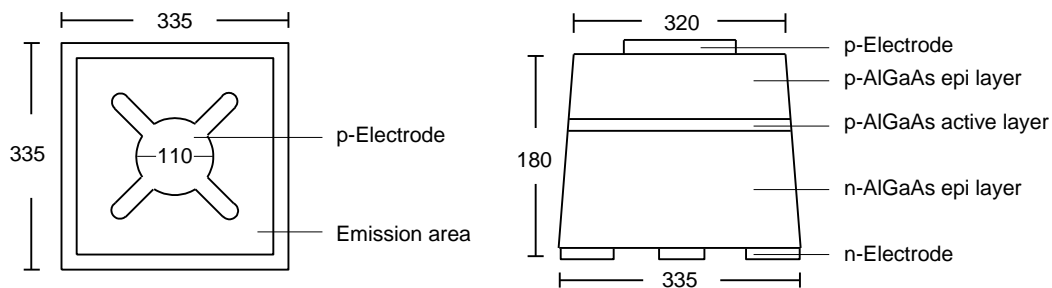 335
335
p-Electrode
110
Emission area
320
p-Electrode
p-AlGaAs epi layer
p-AlGaAs active layer
180
n-AlGaAs epi layer
n-Electrode
335